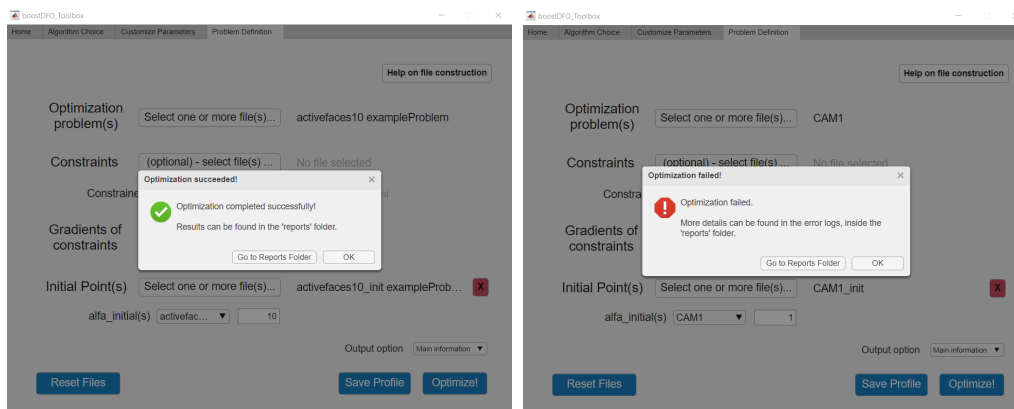 boostDFO_Toolbox
Home Algorithm Choice Customize Parameters Problem Definition
Help on file construction
Optimization problem(s)
Select one or more file(s)...
activefaces10 exampleProblem
Constraints
(optional) - select file(s) ...
No file selected
Constraine
Optimization succeeded!
Optimization completed successfully!
Results can be found in the 'reports' folder.
Go to Reports Folder OK
Gradients of constraints
Initial Point(s)
Select one or more file(s)...
activefaces10_init exampleProb...
X
alfa_initial(s) activefac... 10
Output option Main information
Reset Files Save Profile Optimize!
boostDFO_Toolbox
Home Algorithm Choice Customize Parameters Problem Definition
Help on file construction
Optimization problem(s)
Select one or more file(s)...
CAM1
Constraints
(optional) - select file(s) ...
No file selected
Constra
Optimization failed!
Optimization failed.
More details can be found in the error logs, inside the
'reports' folder.
Go to Reports Folder OK
Gradients of constraints
Initial Point(s)
Select one or more file(s)...
CAM1_init
X
alfa_initial(s) CAM1 1
Output option Main information
Reset Files Save Profile Optimize!